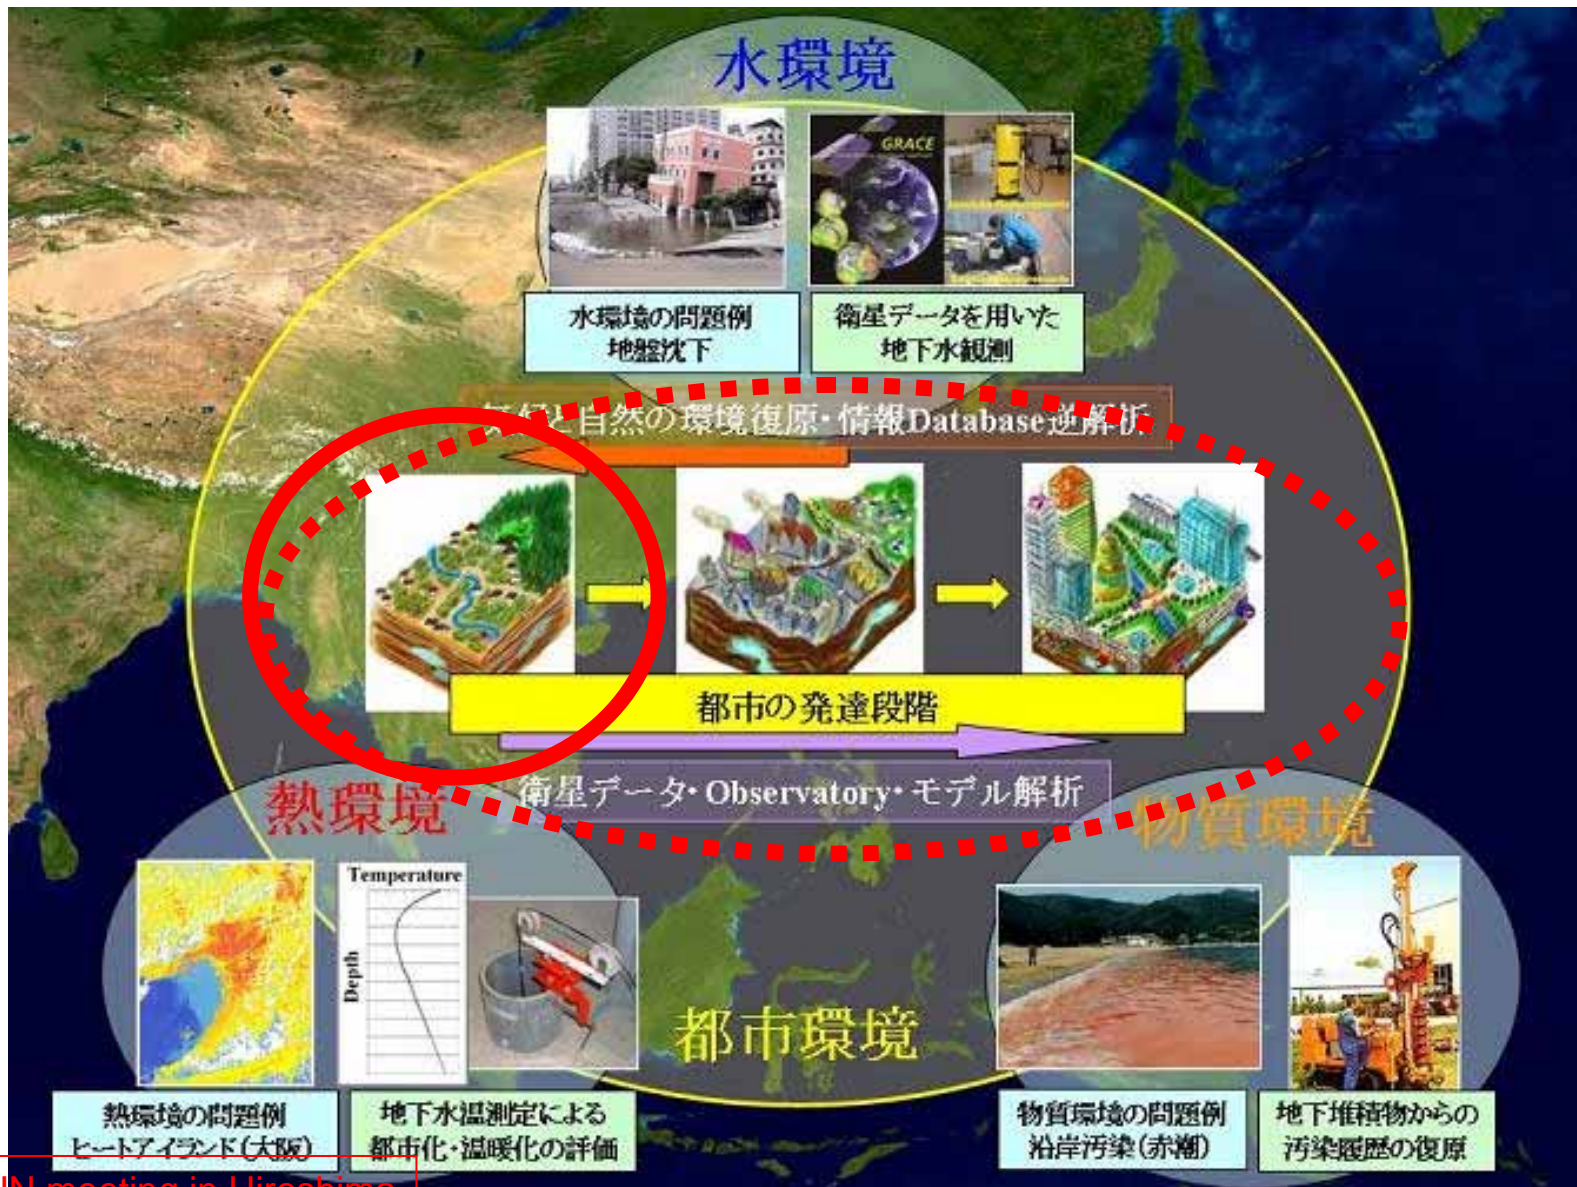 水環境
GRACE
水環境の問題例
地盤沈下
衛星データを用いた
地下水観測
気候と自然の環境復原・情報Database逆解析
都市の発達段階
衛星データ・Observatory・モデル解析
熱環境
物質環境
Temperature
Depth
都市環境
熱環境の問題例
ヒートアイランド(大阪)
地下水温測定による
都市化・温暖化の評価
物質環境の問題例
沿岸汚染(赤潮)
地下堆積物からの
汚染履歴の復原
meeting in Hiroshima